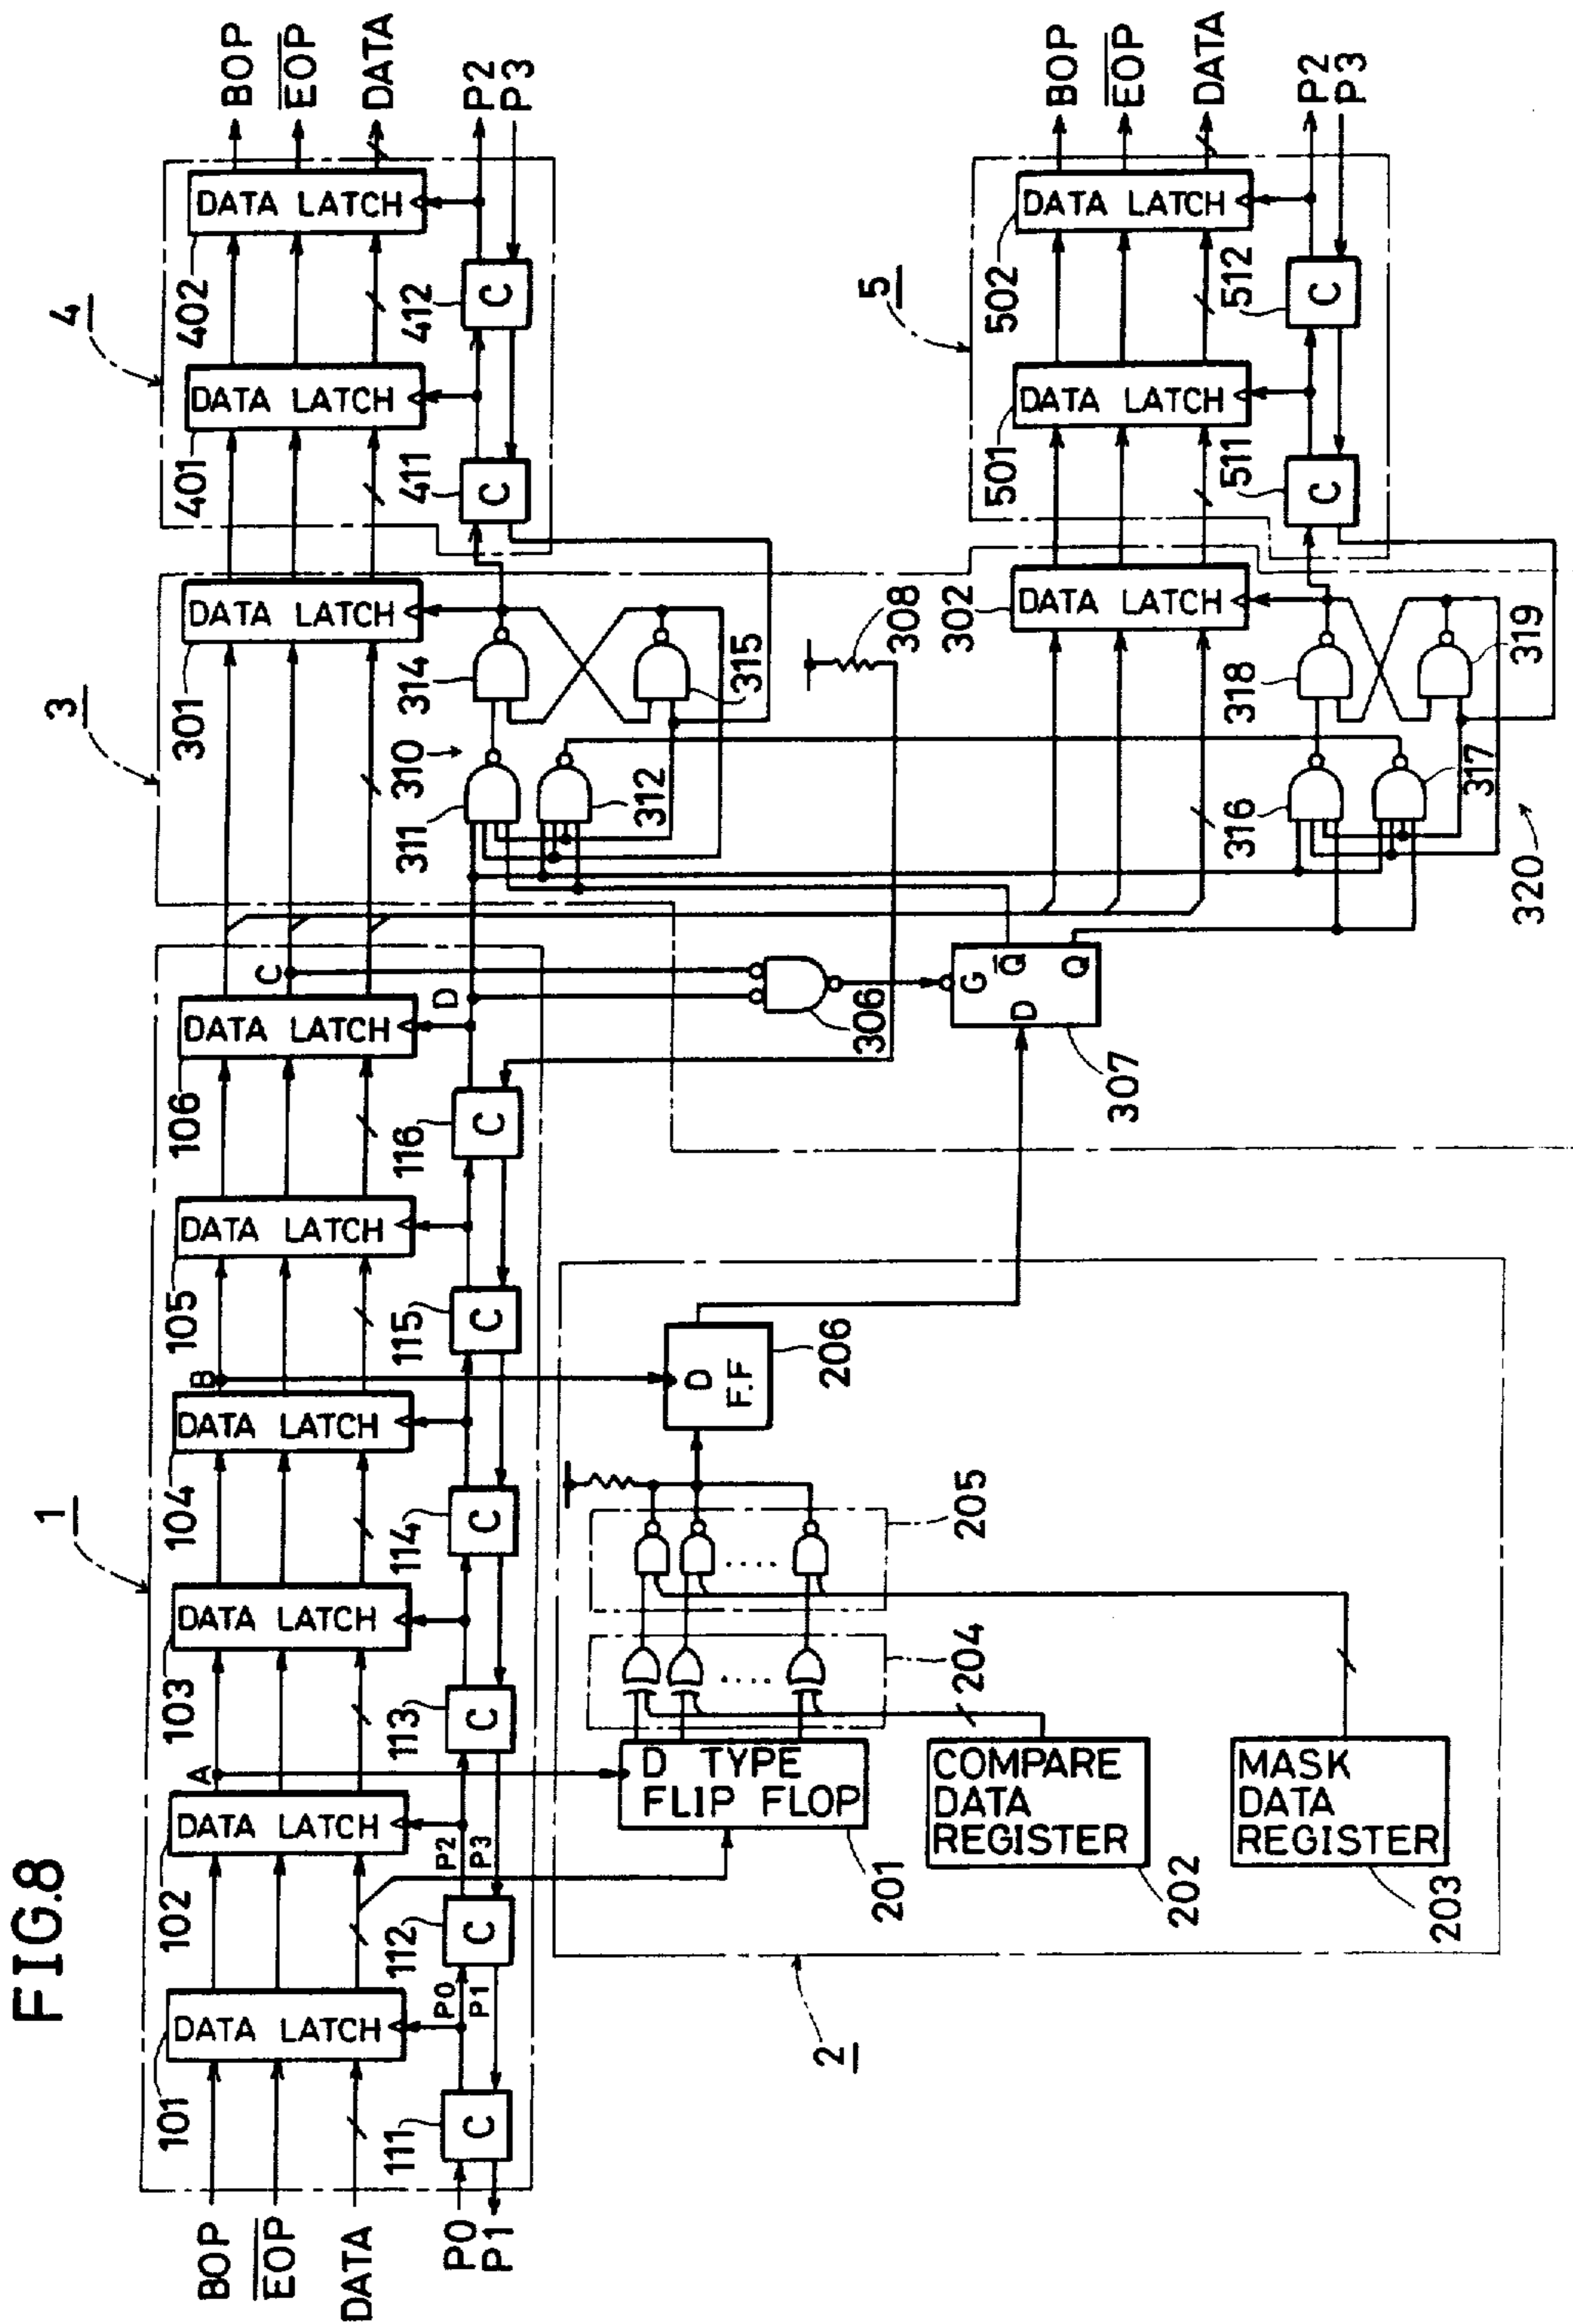 FIG.8
1
BOP
EOP
DATA
P0
P1
101
102
103
104
105
106
DATA LATCH
DATA LATCH
DATA LATCH
DATA LATCH
DATA LATCH
DATA LATCH
A
B
C
D
111
112
113
114
115
116
C
C
C
C
C
C
P0
P1
P2
P3
2
D TYPE
FLIP FLOP
201
COMPARE
DATA
REGISTER
202
MASK
DATA
REGISTER
203
204
205
D
F.F
206
3
301
DATA LATCH
302
DATA LATCH
306
G
D
Q
Q
307
308
310
311
312
314
315
316
317
318
319
320
4
401
DATA LATCH
402
DATA LATCH
411
C
412
C
BOP
EOP
DATA
P2
P3
5
501
DATA LATCH
502
DATA LATCH
511
C
512
C
BOP
EOP
DATA
P2
P3